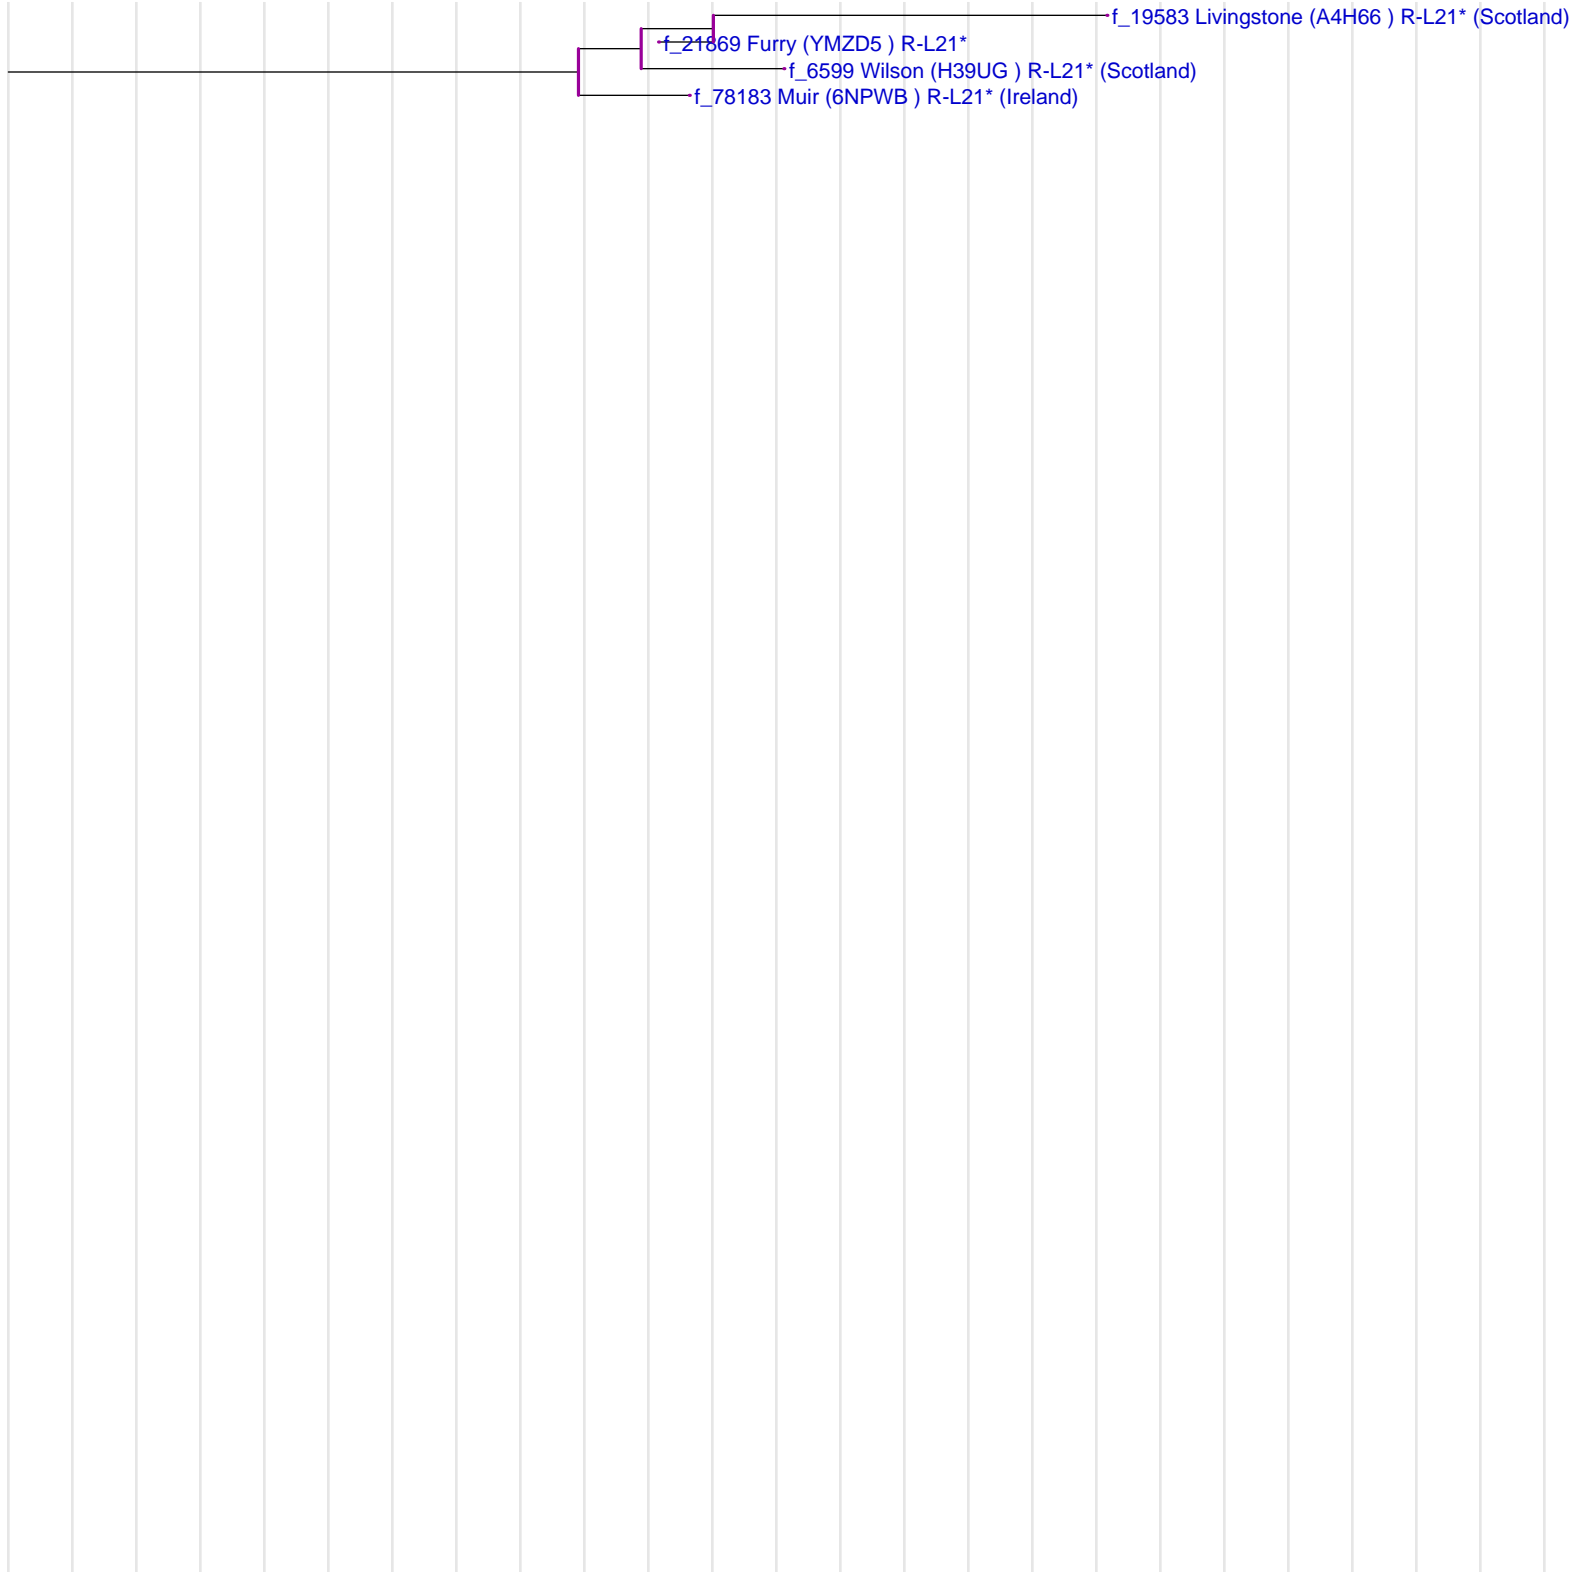 f_19583 Livingstone (A4H66 ) R-L21* (Scotland)
f_21869 Furry (YMZD5 ) R-L21*
f_6599 Wilson (H39UG ) R-L21* (Scotland)
f_78183 Muir (6NPWB ) R-L21* (Ireland)